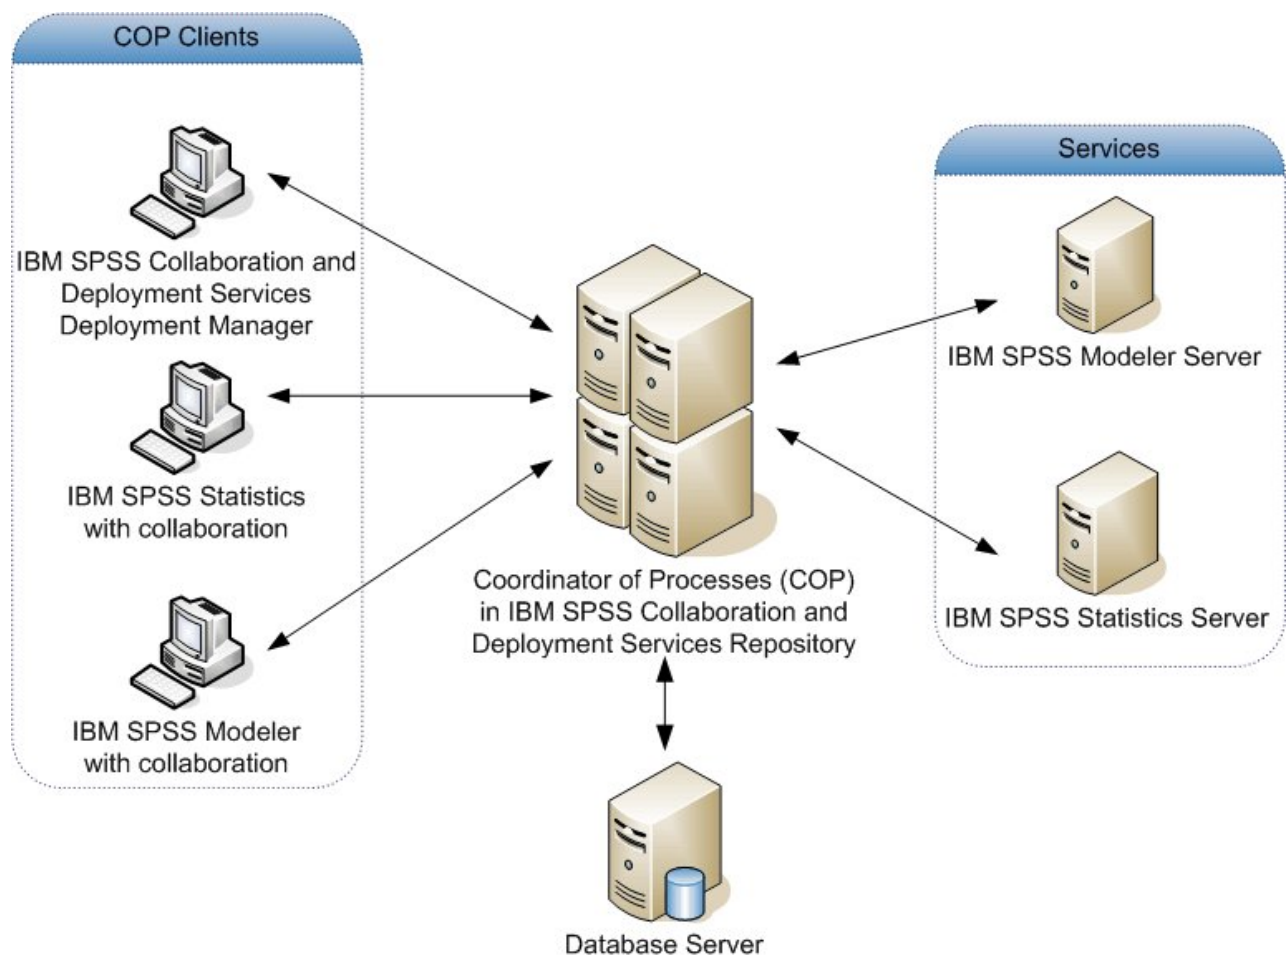 COP Clients
IBM SPSS Collaboration and
Deployment Services
Deployment Manager
IBM SPSS Statistics
with collaboration
IBM SPSS Modeler
with collaboration
Coordinator of Processes (COP)
in IBM SPSS Collaboration and
Deployment Services Repository
Database Server
Services
IBM SPSS Modeler Server
IBM SPSS Statistics Server